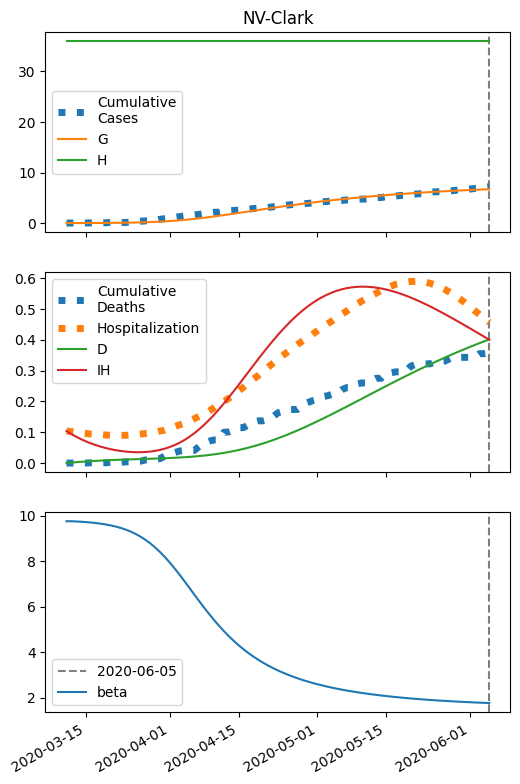 NV-Clark
30
20
10
0
Cumulative
Cases
G
H
0.6
0.5
0.4
0.3
0.2
0.1
0.0
Cumulative
Deaths
Hospitalization
D
IH
10
8
6
4
2
2020-06-05
beta
2020-03-15
2020-04-01
2020-04-15
2020-05-01
2020-05-15
2020-06-01